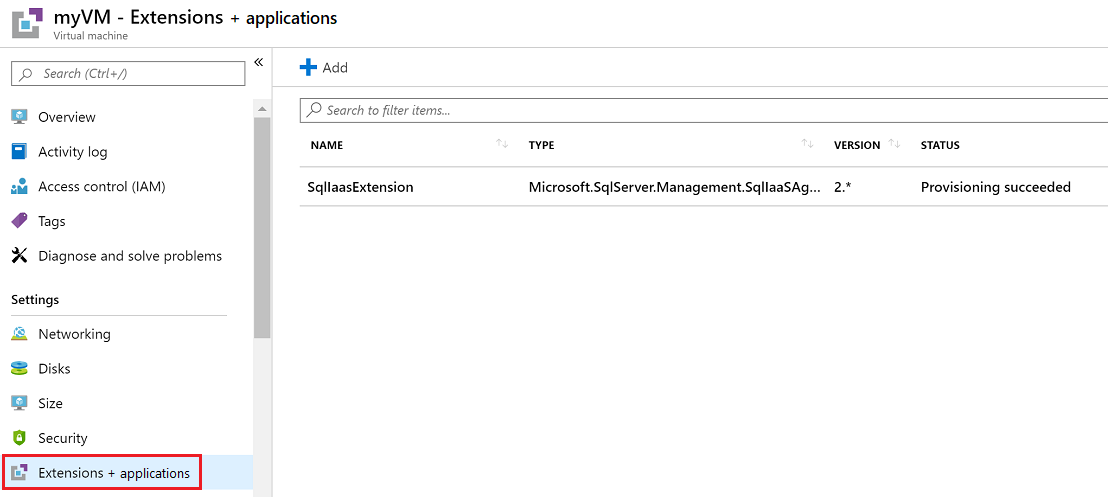 myVM - Extensions + applications
Virtual machine
Search (Ctrl+/)
«
Overview
Activity log
Access control (IAM)
Tags
Diagnose and solve problems
Settings
Networking
Disks
Size
Security
Extensions + applications
Add
Search to filter items...
NAME TYPE VERSION STATUS
SqlIaasExtension Microsoft.SqlServer.Management.SqlIaaSAg... 2.* Provisioning succeeded